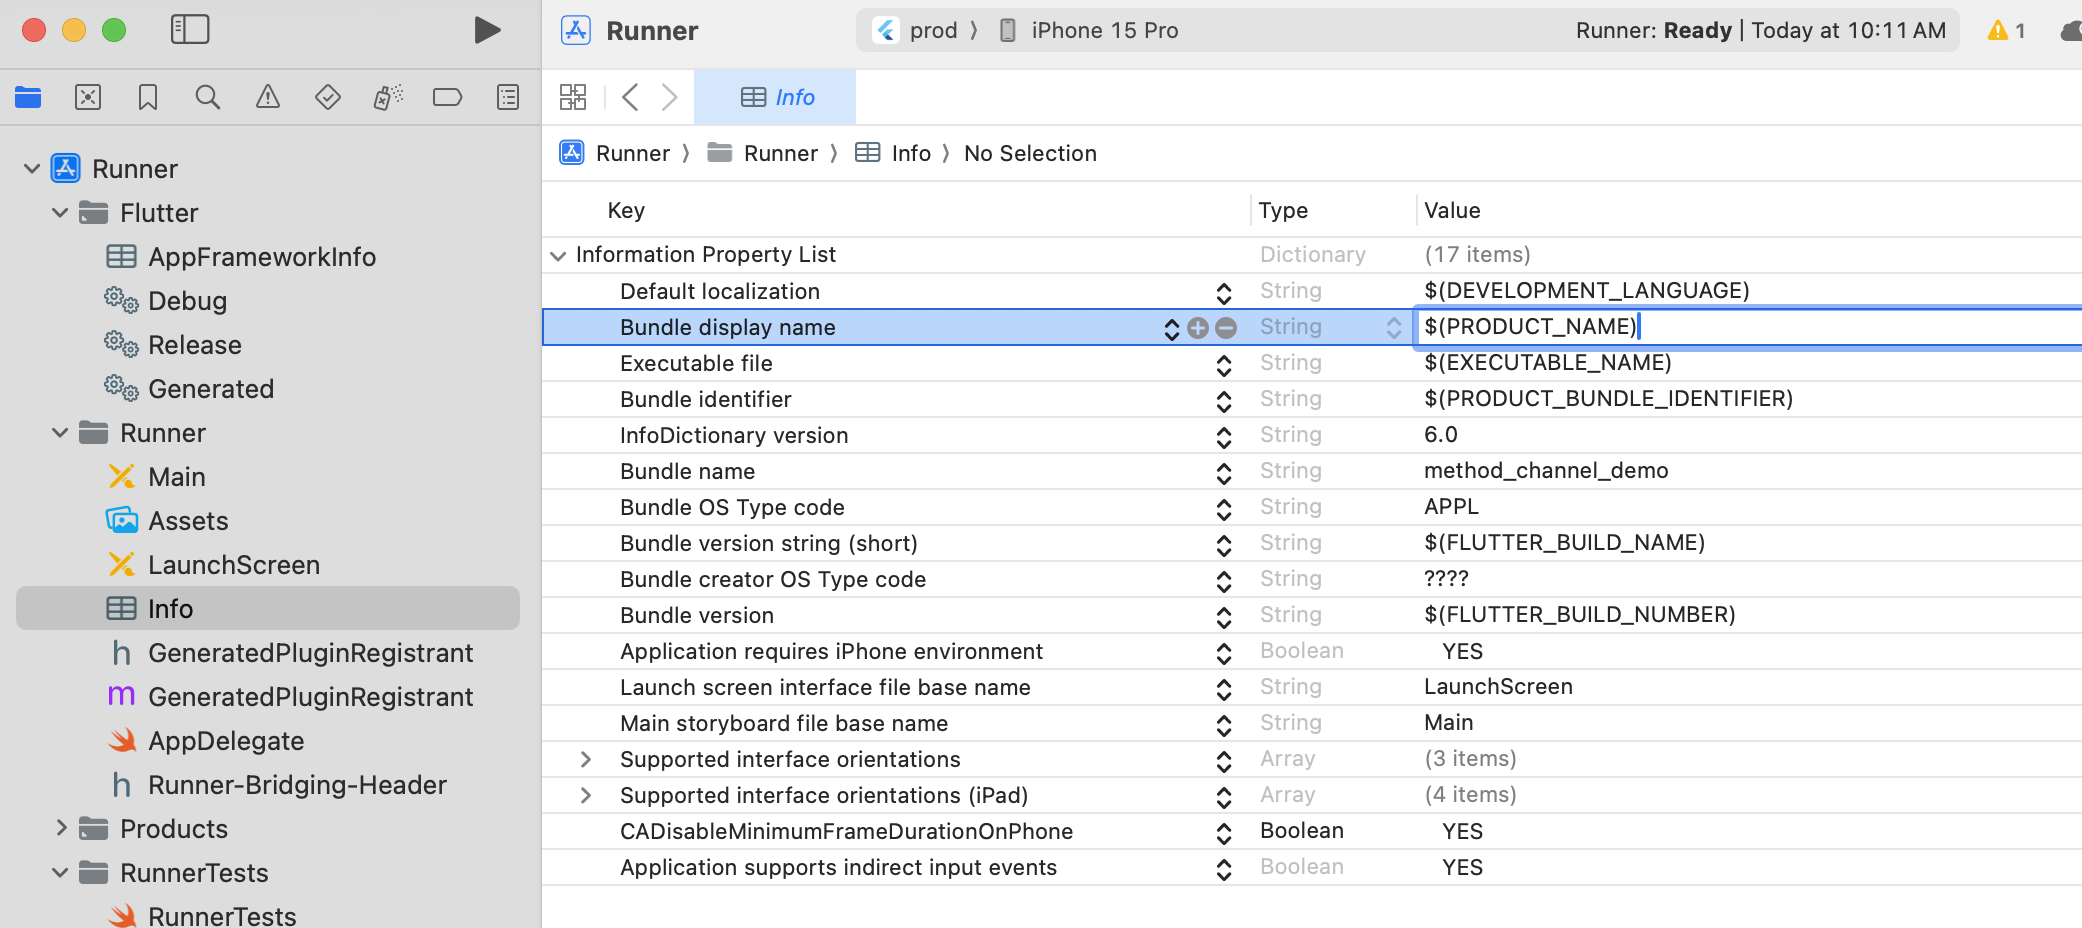 Runner
prod ⟩ iPhone 15 Pro
Runner: Ready | Today at 10:11 AM
1
Info
Runner ⟩ Runner ⟩ Info ⟩ No Selection
Runner
Flutter
AppFrameworkInfo
Debug
Release
Generated
Runner
Main
Assets
LaunchScreen
Info
h GeneratedPluginRegistrant
m GeneratedPluginRegistrant
AppDelegate
h Runner-Bridging-Header
Products
RunnerTests
RunnerTests
Key Type Value
Information Property List Dictionary (17 items)
Default localization String $(DEVELOPMENT_LANGUAGE)
Bundle display name String $(PRODUCT_NAME)
Executable file String $(EXECUTABLE_NAME)
Bundle identifier String $(PRODUCT_BUNDLE_IDENTIFIER)
InfoDictionary version String 6.0
Bundle name String method_channel_demo
Bundle OS Type code String APPL
Bundle version string (short) String $(FLUTTER_BUILD_NAME)
Bundle creator OS Type code String ????
Bundle version String $(FLUTTER_BUILD_NUMBER)
Application requires iPhone environment Boolean YES
Launch screen interface file base name String LaunchScreen
Main storyboard file base name String Main
Supported interface orientations Array (3 items)
Supported interface orientations (iPad) Array (4 items)
CADisableMinimumFrameDurationOnPhone Boolean YES
Application supports indirect input events Boolean YES